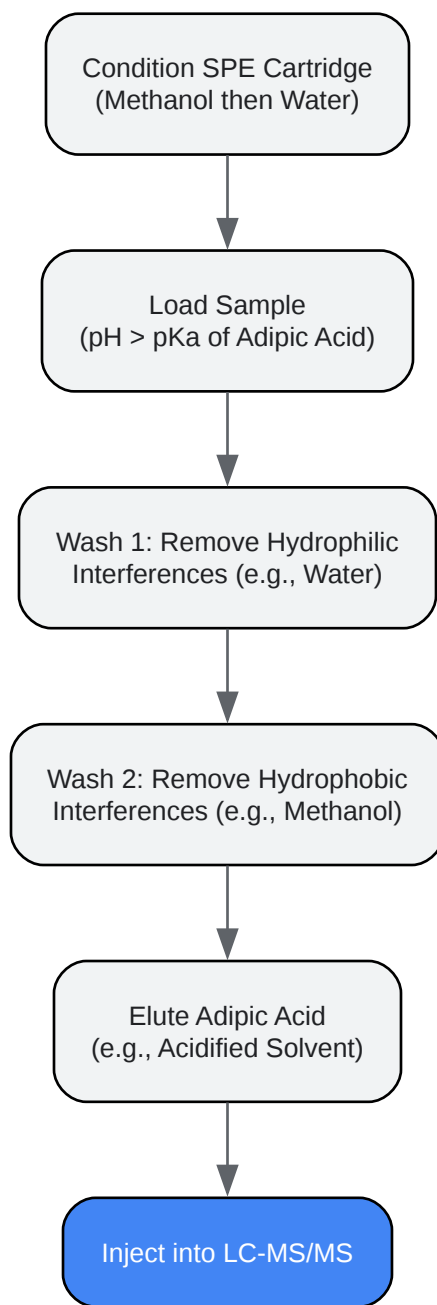 Condition SPE Cartridge
(Methanol then Water)
Load Sample
(pH > pKa of Adipic Acid)
Wash 1: Remove Hydrophilic
Interferences (e.g., Water)
Wash 2: Remove Hydrophobic
Interferences (e.g., Methanol)
Elute Adipic Acid
(e.g., Acidified Solvent)
Inject into LC-MS/MS